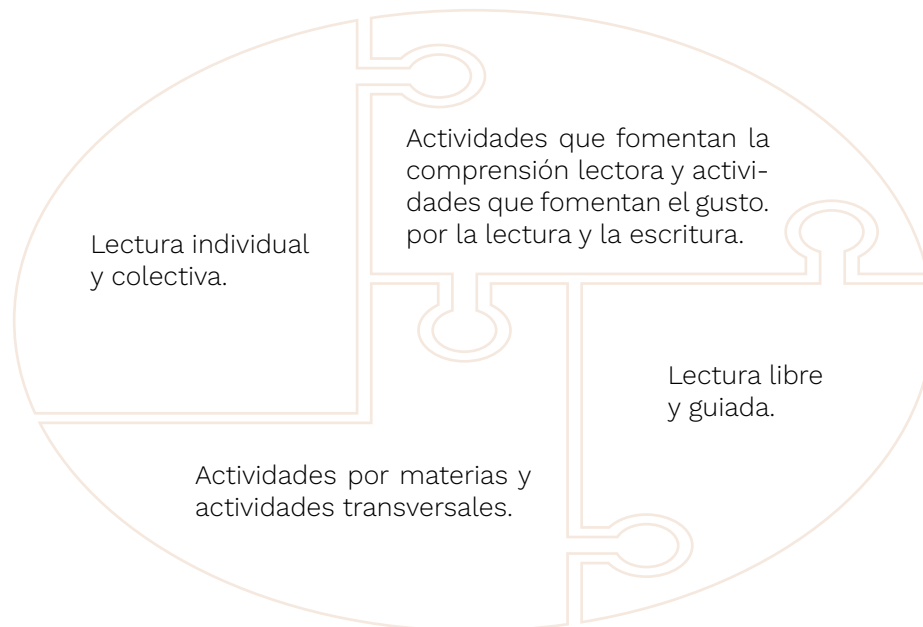 Actividades que fomentan la
comprensión lectora y activi-
dades que fomentan el gusto.
por la lectura y la escritura.
Lectura individual
y colectiva.
Lectura libre
y guiada.
Actividades por materias y
actividades transversales.